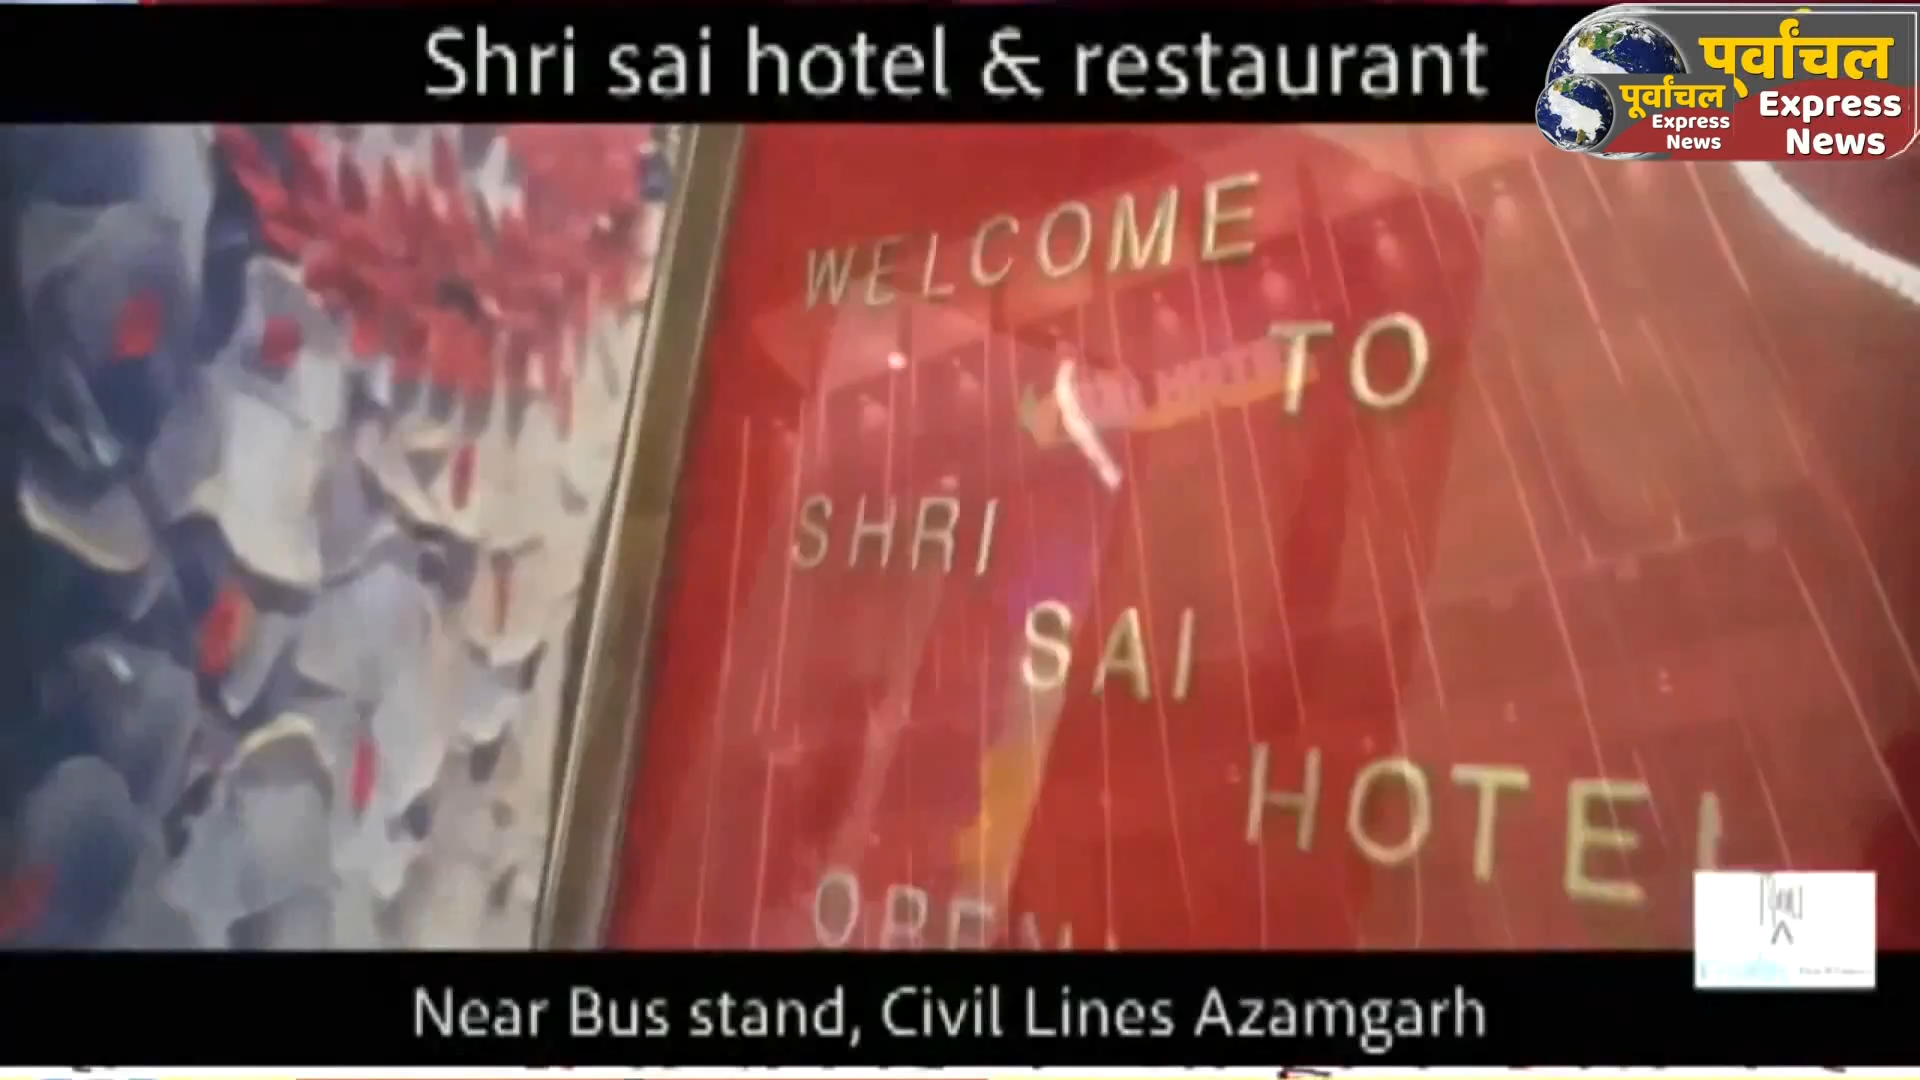 Shri sai hotel & restaurant
पूर्वांचल
Express
News
पूर्वांचल
Express
News
WELCOME
TO
SHRI
SAI
HOTEL
OPEN
Near Bus stand, Civil Lines Azamgarh